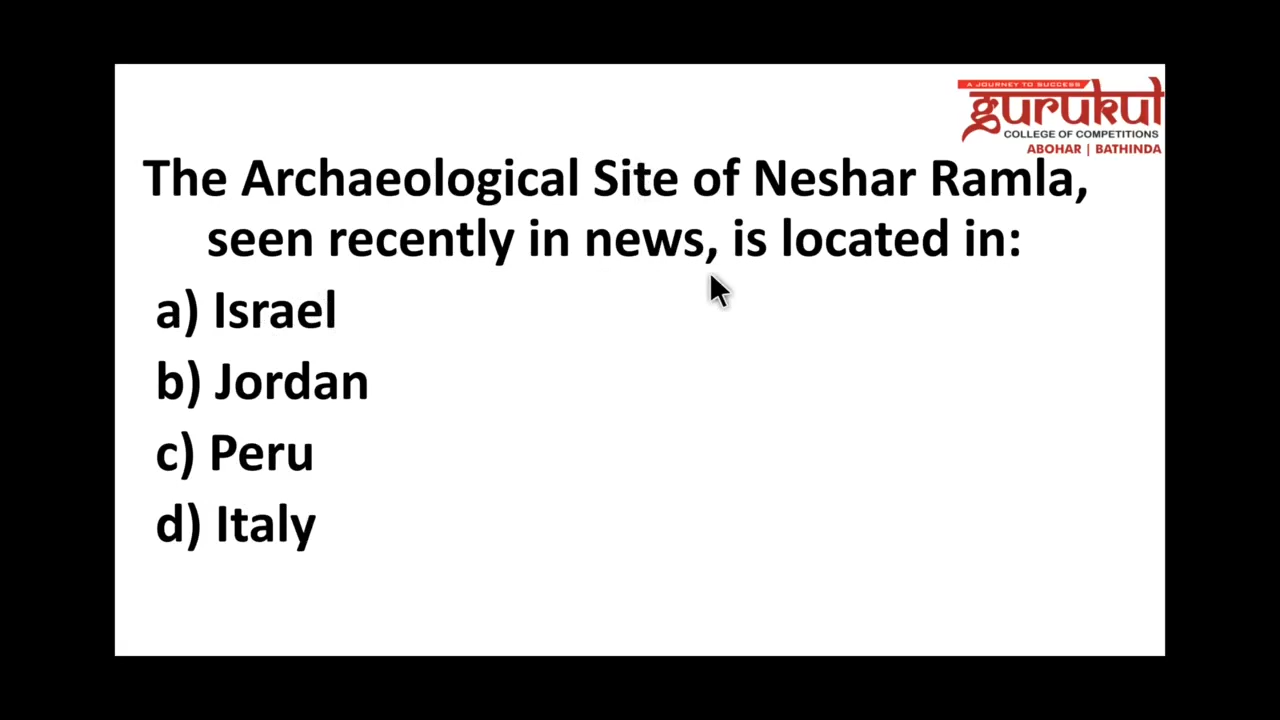 A JOURNEY TO SUCCESS
gurukul
COLLEGE OF COMPETITIONS
ABOHAR | BATHINDA
The Archaeological Site of Neshar Ramla,
seen recently in news, is located in:
a) Israel
b) Jordan
c) Peru
d) Italy